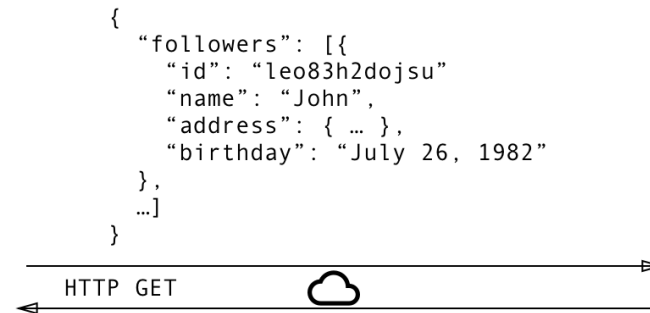 {
“followers”: [{
“id”: “leo83h2dojsu”
“name”: “John”,
“address”: { … },
“birthday”: “July 26, 1982”
},
…]
}
HTTP GET